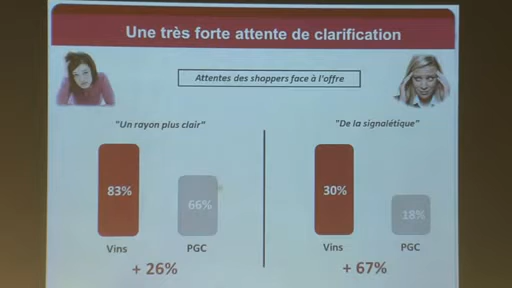 Une très forte attente de clarification
Attentes des shoppers face à l'offre
"Un rayon plus clair"
"De la signalétique"
83%
66%
30%
18%
Vins
PGC
Vins
PGC
+ 26%
+ 67%